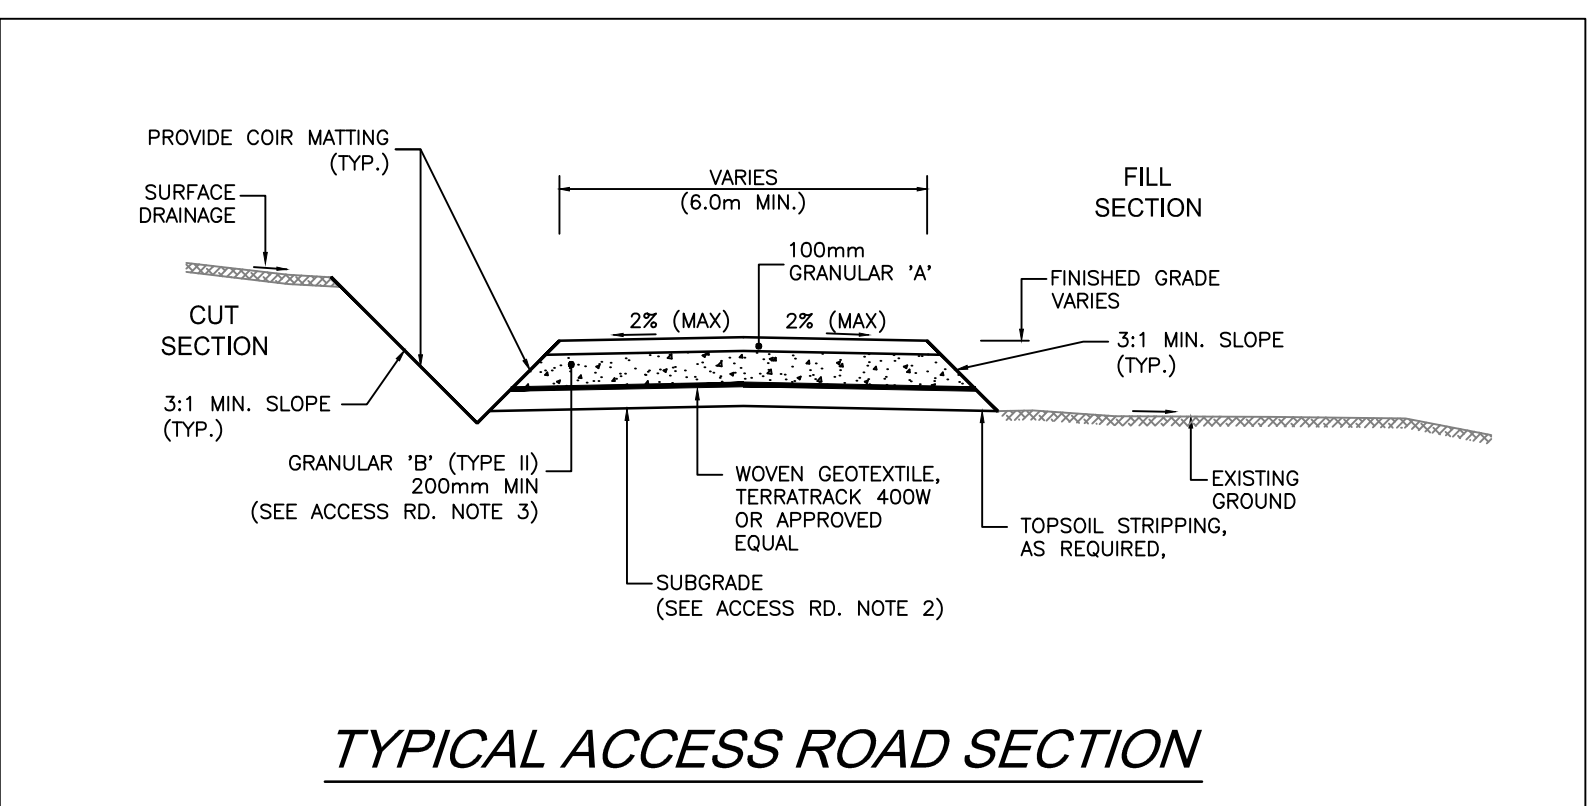 PROVIDE COIR MATTING
(TYP.)
SURFACE
DRAINAGE
VARIES
(6.0m MIN.)
FILL
SECTION
100mm
GRANULAR 'A'
FINISHED GRADE
VARIES
CUT
SECTION
2% (MAX)
2% (MAX)
3:1 MIN. SLOPE
(TYP.)
3:1 MIN. SLOPE
(TYP.)
GRANULAR 'B' (TYPE II)
200mm MIN
(SEE ACCESS RD. NOTE 3)
WOVEN GEOTEXTILE,
TERRATRACK 400W
OR APPROVED
EQUAL
EXISTING
GROUND
TOPSOIL STRIPPING,
AS REQUIRED,
SUBGRADE
(SEE ACCESS RD. NOTE 2)
TYPICAL ACCESS ROAD SECTION